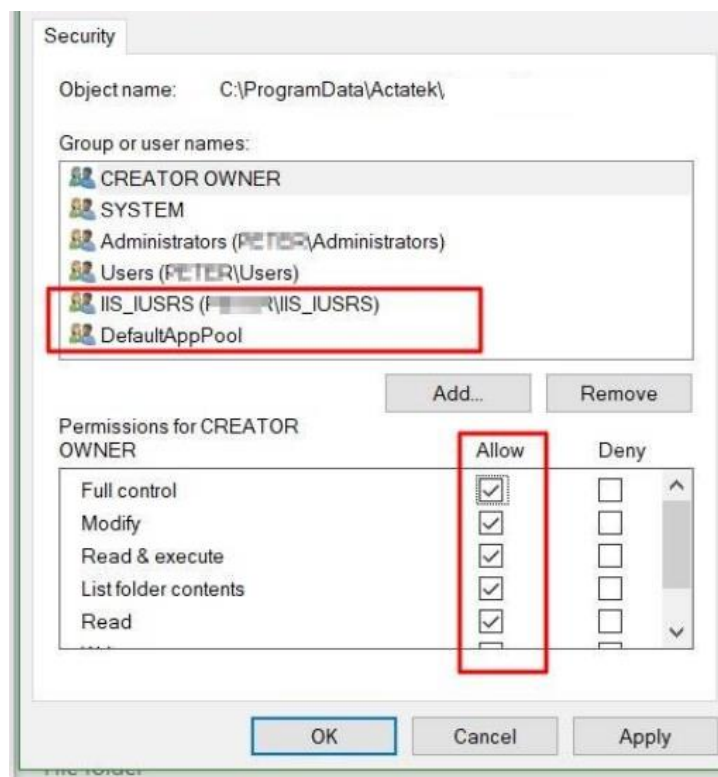 Security
Object name: C:\ProgramData\Actatek\
Group or user names:
CREATOR OWNER
SYSTEM
Administrators (\Administrators)
Users (\Users)
IIS_IUSRS (\IIS_IUSRS)
DefaultAppPool
Add... Remove
Permissions for CREATOR
OWNER Allow Deny
Full control
Modify
Read & execute
List folder contents
Read
OK Cancel Apply
File folder